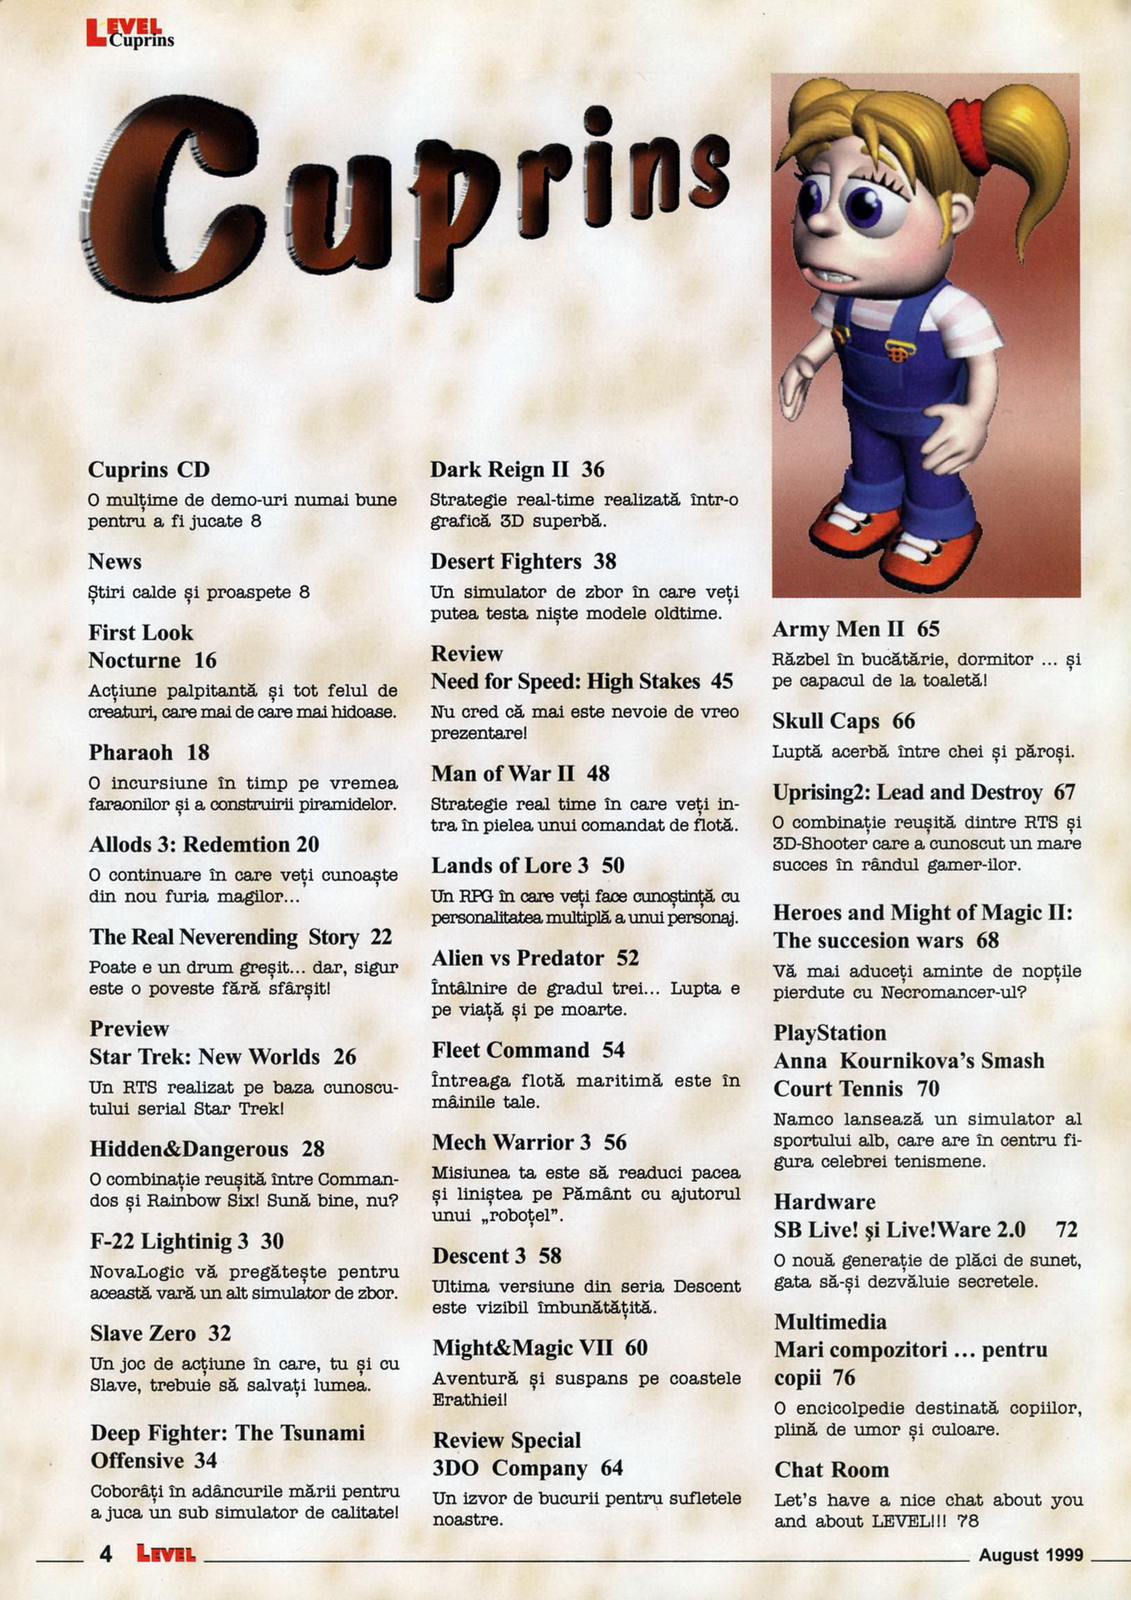 LEVEL
Cuprins
Cuprins
Cuprins CD
O mulţime de demo-uri numai bune
pentru a fi jucate 8
News
Ştiri calde şi proaspete 8
First Look
Nocturne 16
Acţiune palpitantă şi tot felul de
creaturi, care mai de care mai hidoase.
Pharaoh 18
O incursiune în timp pe vremea
faraonilor şi a construirii piramidelor.
Allods 3: Redemtion 20
O continuare în care veţi cunoaşte
din nou furia magilor...
The Real Neverending Story 22
Poate e un drum greşit... dar, sigur
este o poveste fără sfârşit!
Preview
Star Trek: New Worlds 26
Un RTS realizat pe baza cunoscu-
tului serial Star Trek!
Hidden&Dangerous 28
O combinaţie reuşită între Comman-
dos şi Rainbow Six! Sună bine, nu?
F-22 Lightinig 3 30
NovaLogic vă pregăteşte pentru
această vară un alt simulator de zbor.
Slave Zero 32
Un joc de acţiune în care, tu şi cu
Slave, trebuie să salvaţi lumea.
Deep Fighter: The Tsunami
Offensive 34
Coborâţi în adâncurile mării pentru
a juca un sub simulator de calitate!
Dark Reign II 36
Strategie real-time realizată într-o
grafică 3D superbă.
Desert Fighters 38
Un simulator de zbor în care veţi
putea testa nişte modele oldtime.
Review
Need for Speed: High Stakes 45
Nu cred că mai este nevoie de vreo
prezentare!
Man of War II 48
Strategie real time în care veţi in-
tra în pielea unui comandat de flotă.
Lands of Lore 3 50
Un RPG în care veţi face cunoştinţă cu
personalitatea multiplă a unui personaj.
Alien vs Predator 52
Întâlnire de gradul trei... Lupta e
pe viaţă şi pe moarte.
Fleet Command 54
Întreaga flotă maritimă este în
mâinile tale.
Mech Warrior 3 56
Misiunea ta este să readuci pacea
şi liniştea pe Pământ cu ajutorul
unui „roboţel”.
Descent 3 58
Ultima versiune din seria Descent
este vizibil îmbunătăţită.
Might&Magic VII 60
Aventură şi suspans pe coastele
Erathiei!
Review Special
3DO Company 64
Un izvor de bucurii pentru sufletele
noastre.
Army Men II 65
Război în bucătărie, dormitor ... şi
pe capacul de la toaletă!
Skull Caps 66
Luptă acerbă între chei şi păroşi.
Uprising2: Lead and Destroy 67
O combinaţie reuşită dintre RTS şi
3D-Shooter care a cunoscut un mare
succes în rândul gamer-ilor.
Heroes and Might of Magic II:
The succesion wars 68
Vă mai aduceţi aminte de nopţile
pierdute cu Necromancer-ul?
PlayStation
Anna Kournikova's Smash
Court Tennis 70
Namco lansează un simulator al
sportului alb, care are în centru fi-
gura celebrei tenismene.
Hardware
SB Live! şi Live!Ware 2.0 72
O nouă generaţie de plăci de sunet,
gata să-şi dezvăluie secretele.
Multimedia
Mari compozitori ... pentru
copii 76
O encicolpedie destinată copiilor,
plină de umor şi culoare.
Chat Room
Let's have a nice chat about you
and about LEVEL!!! 78
4 LEVEL August 1999